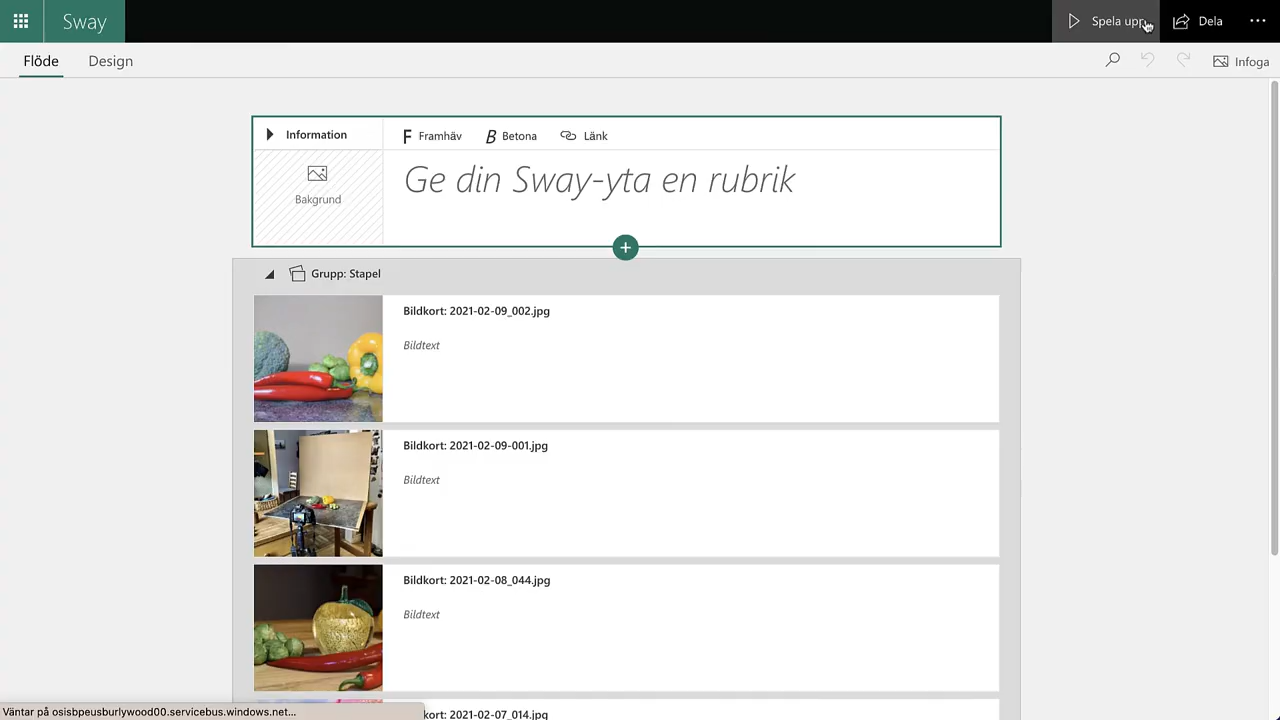 Sway
Spela upp
Dela
Flöde
Design
Infoga
Information
F Framhäv
B Betona
Länk
Bakgrund
Ge din Sway-yta en rubrik
Grupp: Stapel
Bildkort: 2021-02-09_002.jpg
Bildtext
Bildkort: 2021-02-09-001.jpg
Bildtext
Bildkort: 2021-02-08_044.jpg
Bildtext
kort: 2021-02-07_014.jpg
Väntar på osisbpeusburlywood00.servicebus.windows.net...